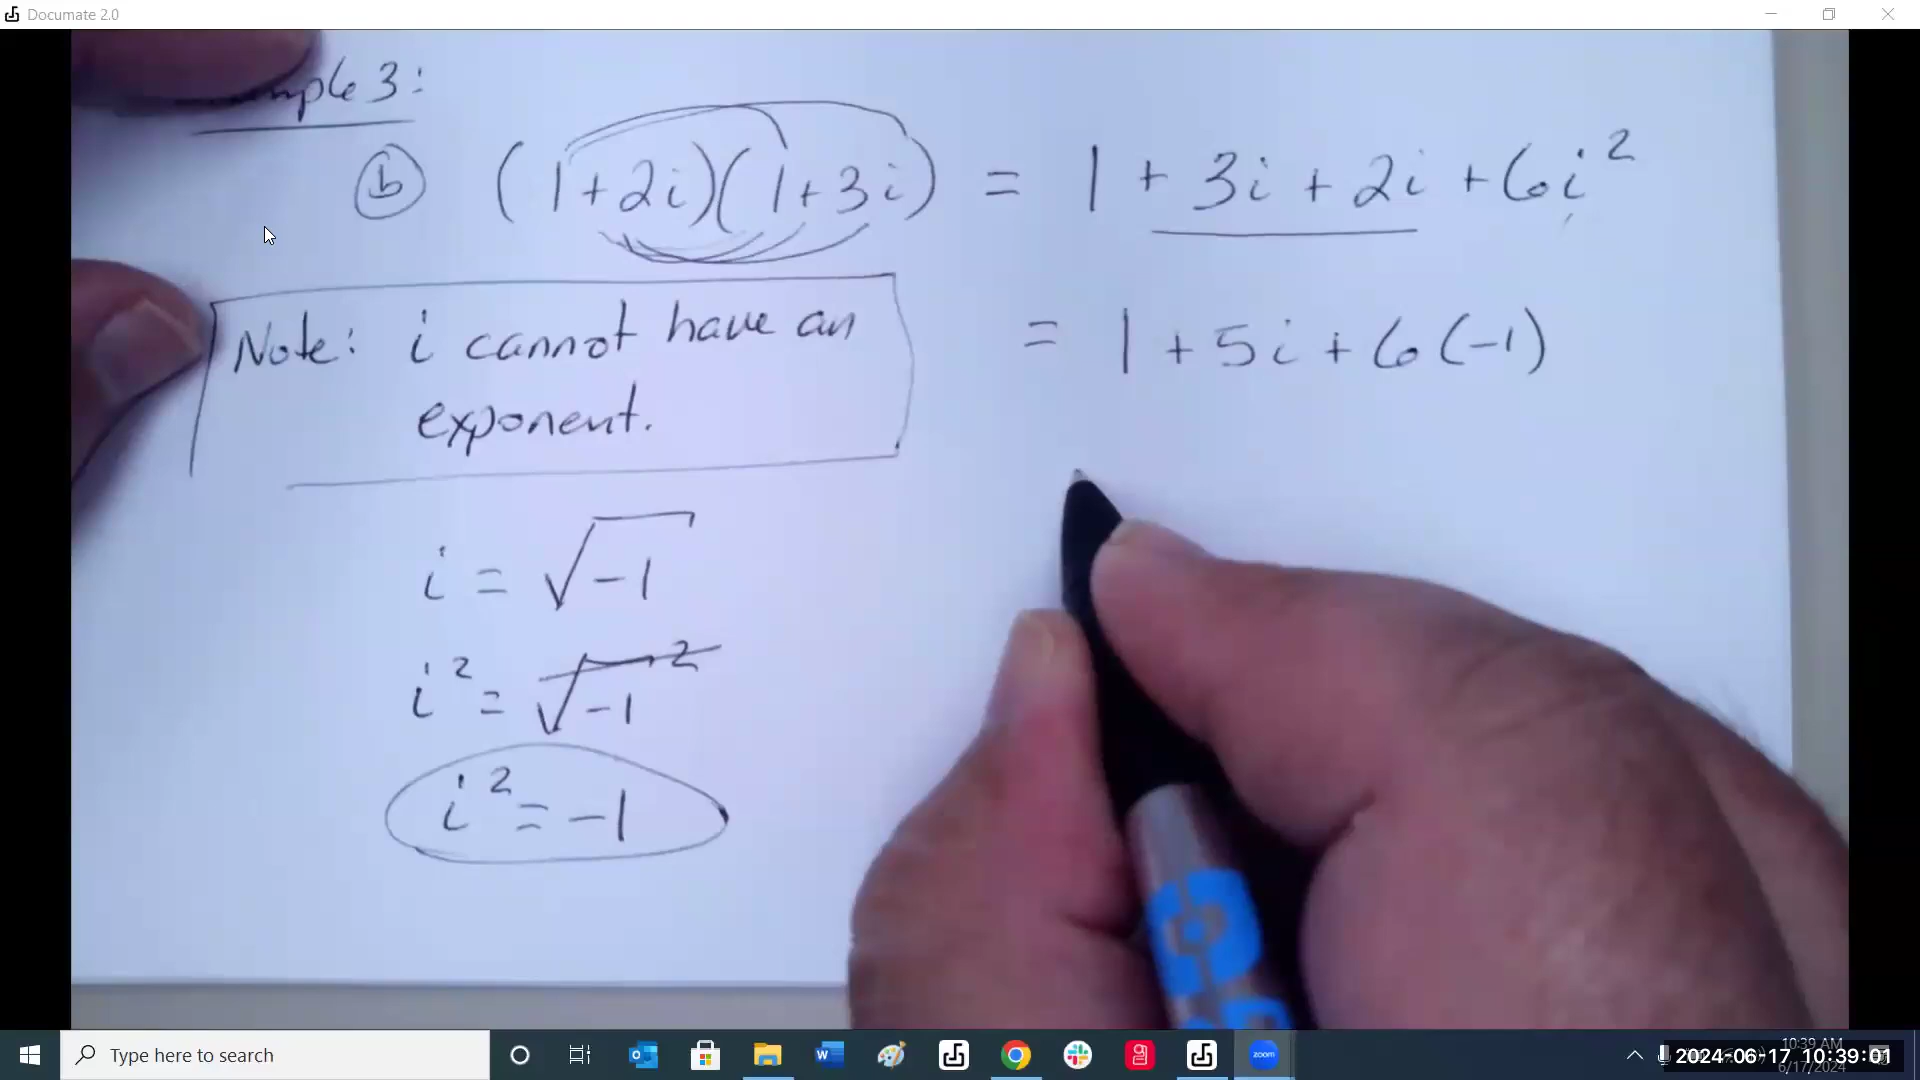 Documate 2.0
mple 3:
b (1+2i)(1+3i) = 1 + 3i + 2i + 6i²
= 1 + 5i + 6(-1)
Note: i cannot have an
exponent.
i = √-1
i² = √-1²
i² = -1
Type here to search
zoom
10:39 AM
6/17/2024
2024-06-17 10:39:01